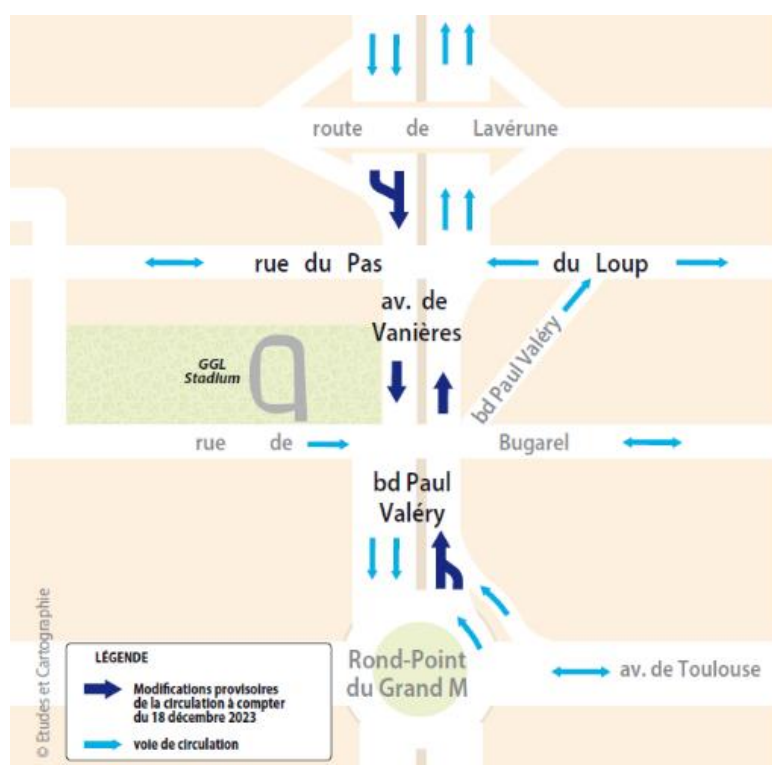 route de Lavérune
rue du Pas du Loup
av. de
Vanières
bd Paul Valéry
GGL
Stadium
rue de Bugarel
bd Paul
Valéry
Rond-Point
du Grand M
av. de Toulouse
© Etudes et Cartographie
LÉGENDE
Modifications provisoires
de la circulation à compter
du 18 décembre 2023
voie de circulation